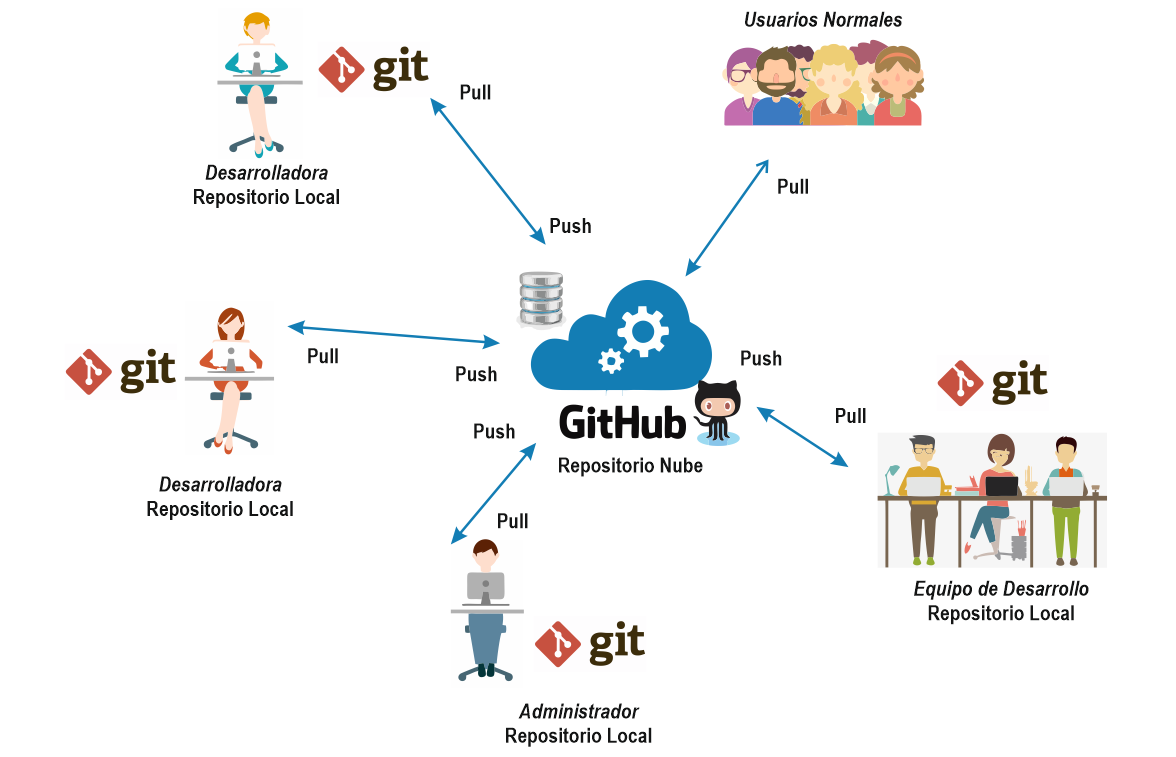 Usuarios Normales
git
Pull
Desarrolladora
Repositorio Local
Pull
Push
git
Pull
Push
Desarrolladora
Repositorio Local
GitHub
Repositorio Nube
Push
Pull
git
Equipo de Desarrollo
Repositorio Local
Push
Pull
git
Administrador
Repositorio Local